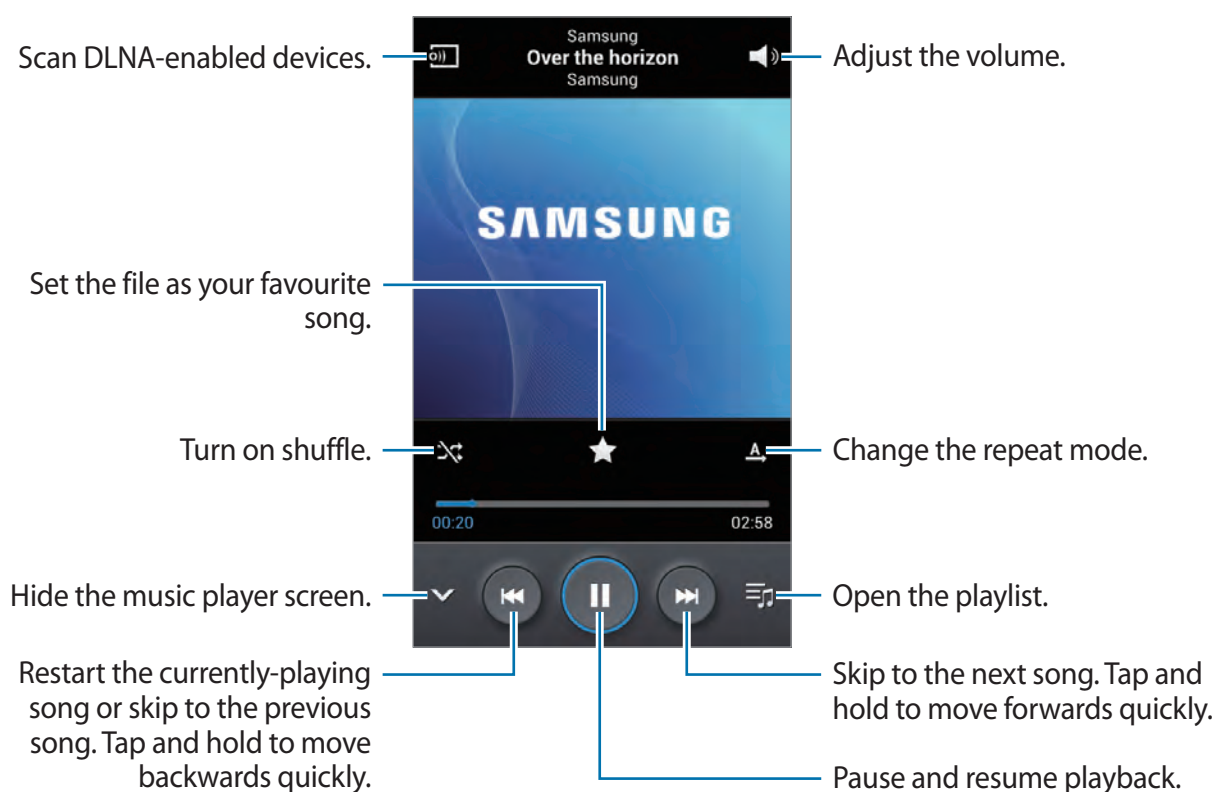 Samsung
Scan DLNA-enabled devices.
Over the horizon
Adjust the volume.
Samsung
SAMSUNG
Set the file as your favourite
song.
Turn on shuffle.
A
Change the repeat mode.
00:20
02:58
Hide the music player screen.
Open the playlist.
Restart the currently-playing
song or skip to the previous
song. Tap and hold to move
backwards quickly.
Skip to the next song. Tap and
hold to move forwards quickly.
Pause and resume playback.